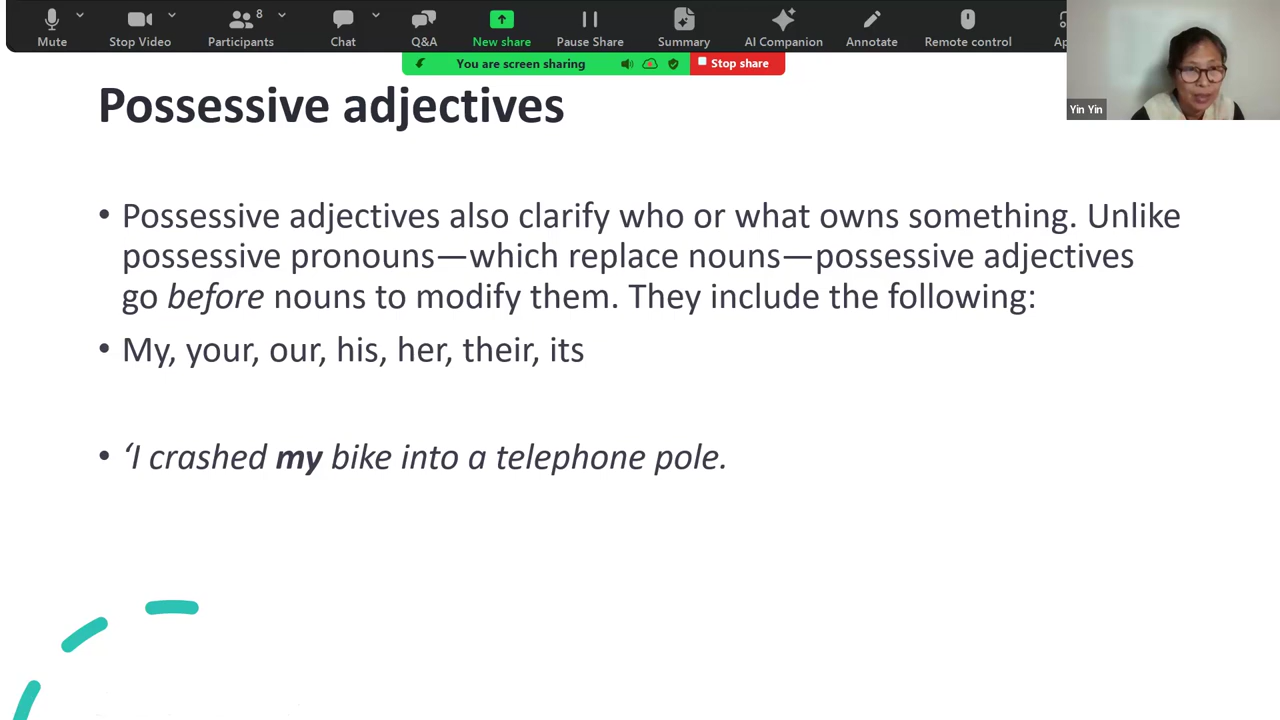 Mute
Stop Video
8
Participants
Chat
Q&A
New share
Pause Share
Summary
AI Companion
Annotate
Remote control
You are screen sharing
Stop share
Yin Yin
Possessive adjectives
• Possessive adjectives also clarify who or what owns something. Unlike
possessive pronouns—which replace nouns—possessive adjectives
go before nouns to modify them. They include the following:
• My, your, our, his, her, their, its
• ‘I crashed my bike into a telephone pole.